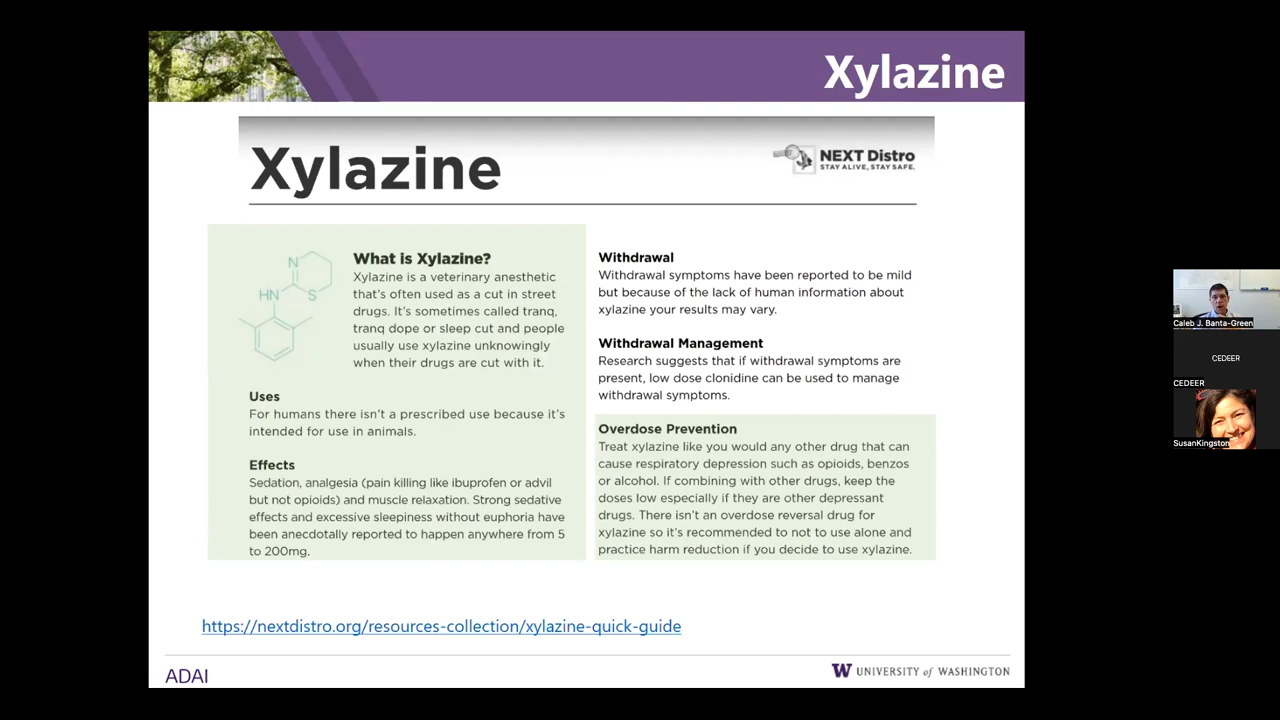 Xylazine
Xylazine
NEXT Distro
STAY ALIVE, STAY SAFE.
N
HN
S
What is Xylazine?
Xylazine is a veterinary anesthetic
that's often used as a cut in street
drugs. It's sometimes called tranq,
tranq dope or sleep cut and people
usually use xylazine unknowingly
when their drugs are cut with it.
Uses
For humans there isn't a prescribed use because it's
intended for use in animals.
Effects
Sedation, analgesia (pain killing like ibuprofen or advil
but not opioids) and muscle relaxation. Strong sedative
effects and excessive sleepiness without euphoria have
been anecdotally reported to happen anywhere from 5
to 200mg.
Withdrawal
Withdrawal symptoms have been reported to be mild
but because of the lack of human information about
xylazine your results may vary.
Withdrawal Management
Research suggests that if withdrawal symptoms are
present, low dose clonidine can be used to manage
withdrawal symptoms.
Overdose Prevention
Treat xylazine like you would any other drug that can
cause respiratory depression such as opioids, benzos
or alcohol. If combining with other drugs, keep the
doses low especially if they are other depressant
drugs. There isn't an overdose reversal drug for
xylazine so it's recommended to not to use alone and
practice harm reduction if you decide to use xylazine.
https://nextdistro.org/resources-collection/xylazine-quick-guide
ADAI
W UNIVERSITY of WASHINGTON
Caleb J. Banta-Green
CEDEER
CEDEER
SusanKingston